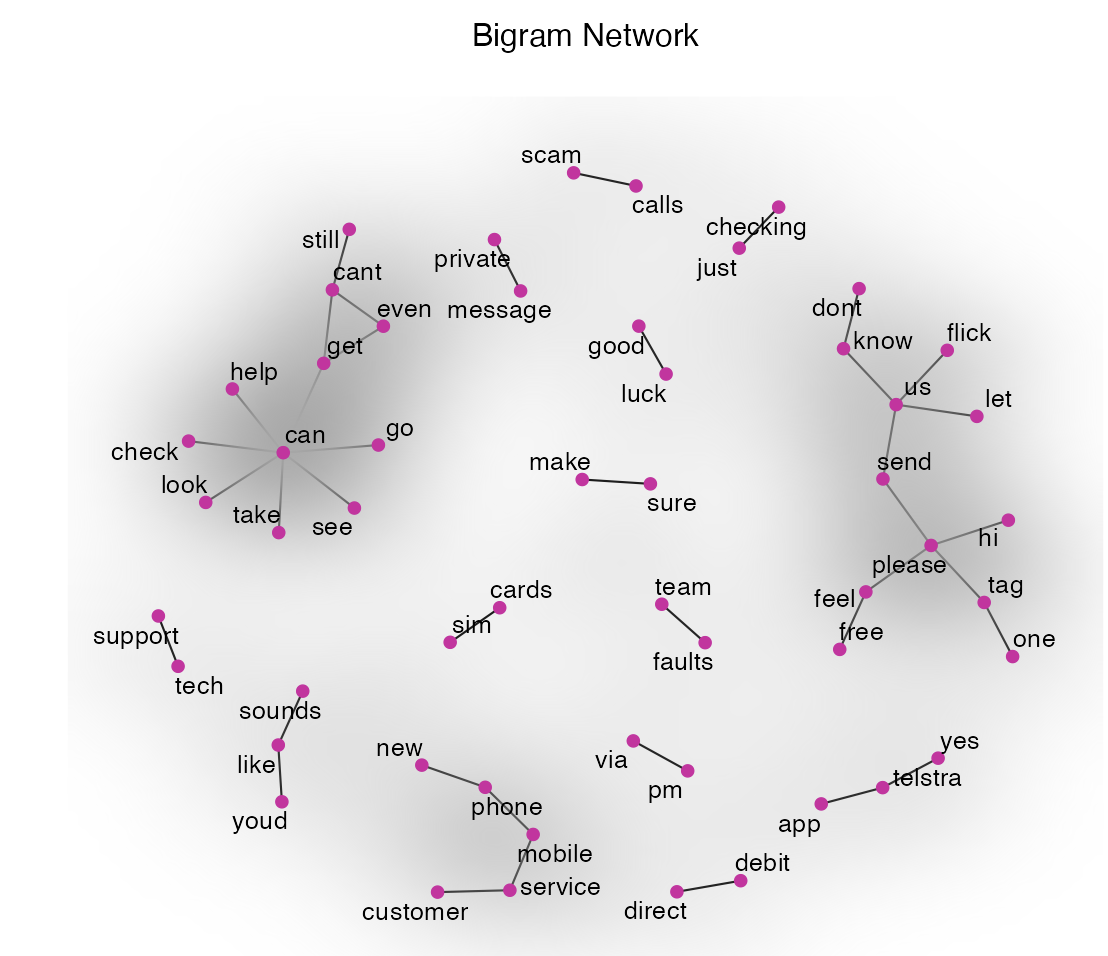 Bigram Network
scam
calls
checking
just
still
private
cant
message
even
dont
get
know
flick
good
help
us
luck
let
can
go
check
make
send
look
sure
take
see
hi
please
cards
team
tag
feel
sim
free
support
faults
one
tech
sounds
new
via
yes
like
telstra
phone
pm
youd
app
mobile
debit
service
customer
direct